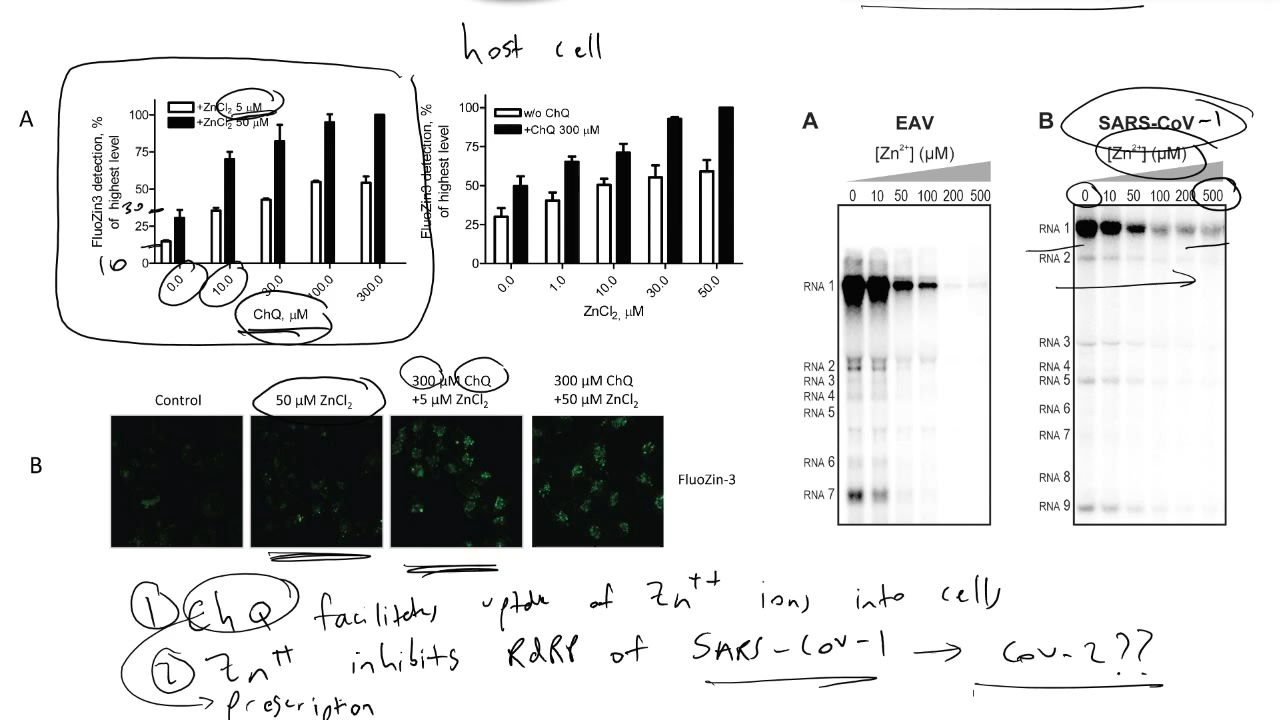 host cell
A
+ZnCl2 5 μM
+ZnCl2 50 μM
FluoZin3 detection, %
of highest level
100
75
50
30
25
10
0
0.0 10.0 30.0 100.0 300.0
ChQ, μM
w/o ChQ
+ChQ 300 μM
FluoZin3 detection, %
of highest level
100
75
50
25
0
0.0 1.0 10.0 30.0 50.0
ZnCl2, μM
B
Control
50 μM ZnCl2
300 μM ChQ
+5 μM ZnCl2
300 μM ChQ
+50 μM ZnCl2
FluoZin-3
A EAV
[Zn2+] (μM)
0 10 50 100 200 500
RNA 1
RNA 2
RNA 3
RNA 4
RNA 5
RNA 6
RNA 7
B SARS-CoV -1
[Zn2+] (μM)
0 10 50 100 200 500
RNA 1
RNA 2
RNA 3
RNA 4
RNA 5
RNA 6
RNA 7
RNA 8
RNA 9
1 ChQ facilitates uptake of Zn++ ions into cells
2 Zn++ inhibits RdRP of SARS-CoV-1 → CoV-2??
→ prescription